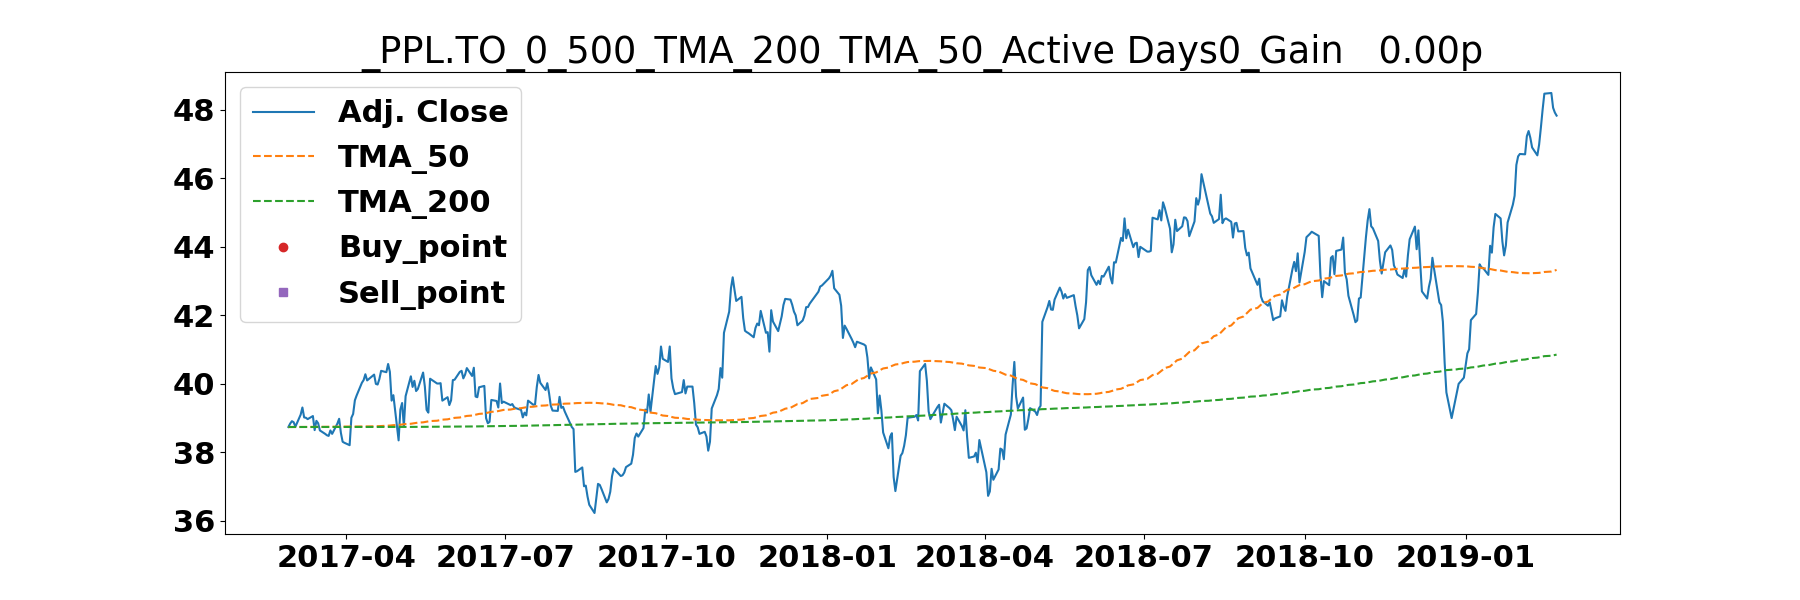 _PPL.TO_0_500_TMA_200_TMA_50_Active Days0_Gain   0.00p
Adj. Close
TMA_50
TMA_200
Buy_point
Sell_point
48
46
44
42
40
38
36
2017-04 2017-07 2017-10 2018-01 2018-04 2018-07 2018-10 2019-01